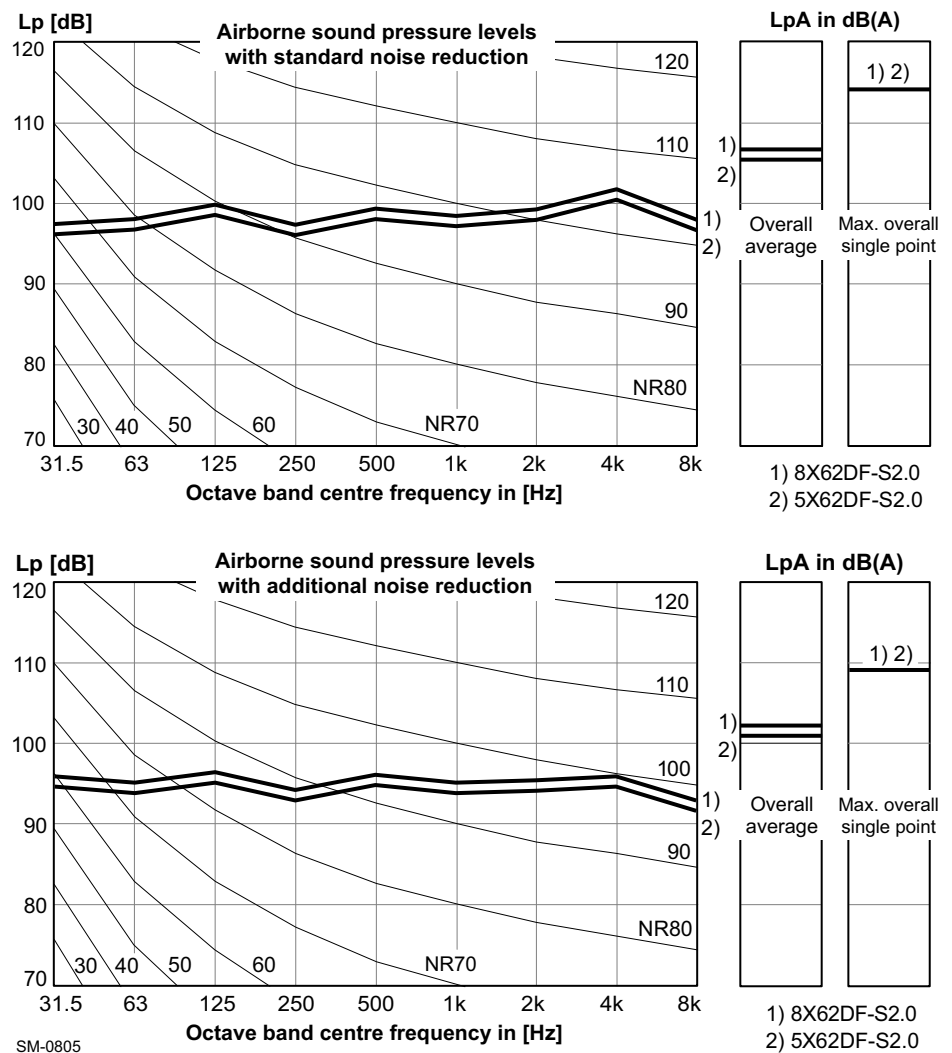 Lp [dB]
Airborne sound pressure levels
with standard noise reduction
LpA in dB(A)
120
110
100
90
80
70
120
110
90
NR80
NR70
60
50
40
30
1)
2)
31.5 63 125 250 500 1k 2k 4k 8k
Octave band centre frequency in [Hz]
1)
2)
Overall
average
1) 2)
Max. overall
single point
1) 8X62DF-S2.0
2) 5X62DF-S2.0
Lp [dB]
Airborne sound pressure levels
with additional noise reduction
LpA in dB(A)
120
110
100
90
80
70
120
110
100
90
NR80
NR70
60
50
40
30
1)
2)
31.5 63 125 250 500 1k 2k 4k 8k
Octave band centre frequency in [Hz]
1)
2)
Overall
average
1) 2)
Max. overall
single point
1) 8X62DF-S2.0
2) 5X62DF-S2.0
SM-0805